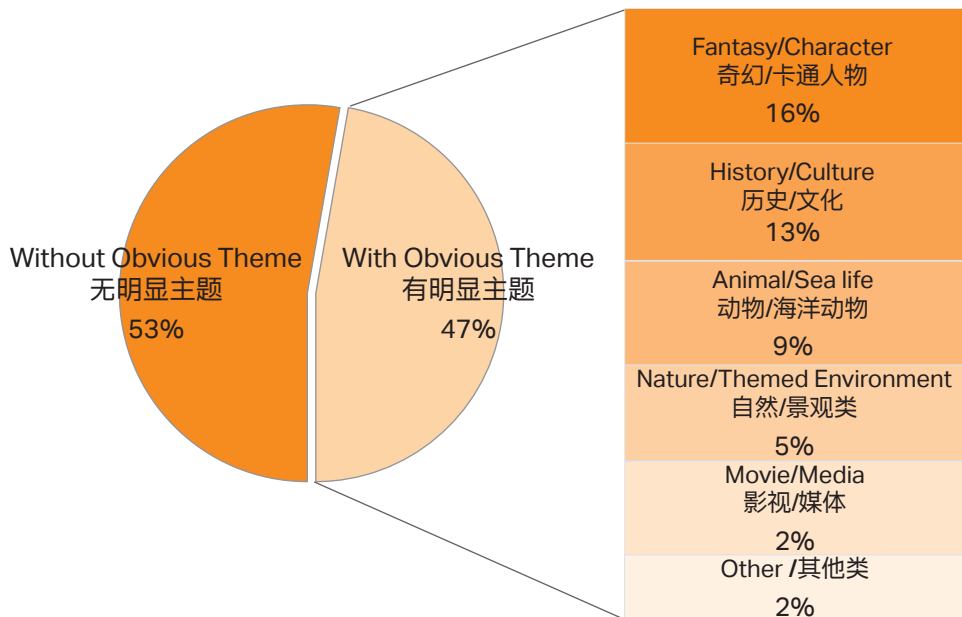 Without Obvious Theme
无明显主题
53%
With Obvious Theme
有明显主题
47%
Fantasy/Character
奇幻/卡通人物
16%
History/Culture
历史/文化
13%
Animal/Sea life
动物/海洋动物
9%
Nature/Themed Environment
自然/景观类
5%
Movie/Media
影视/媒体
2%
Other /其他类
2%